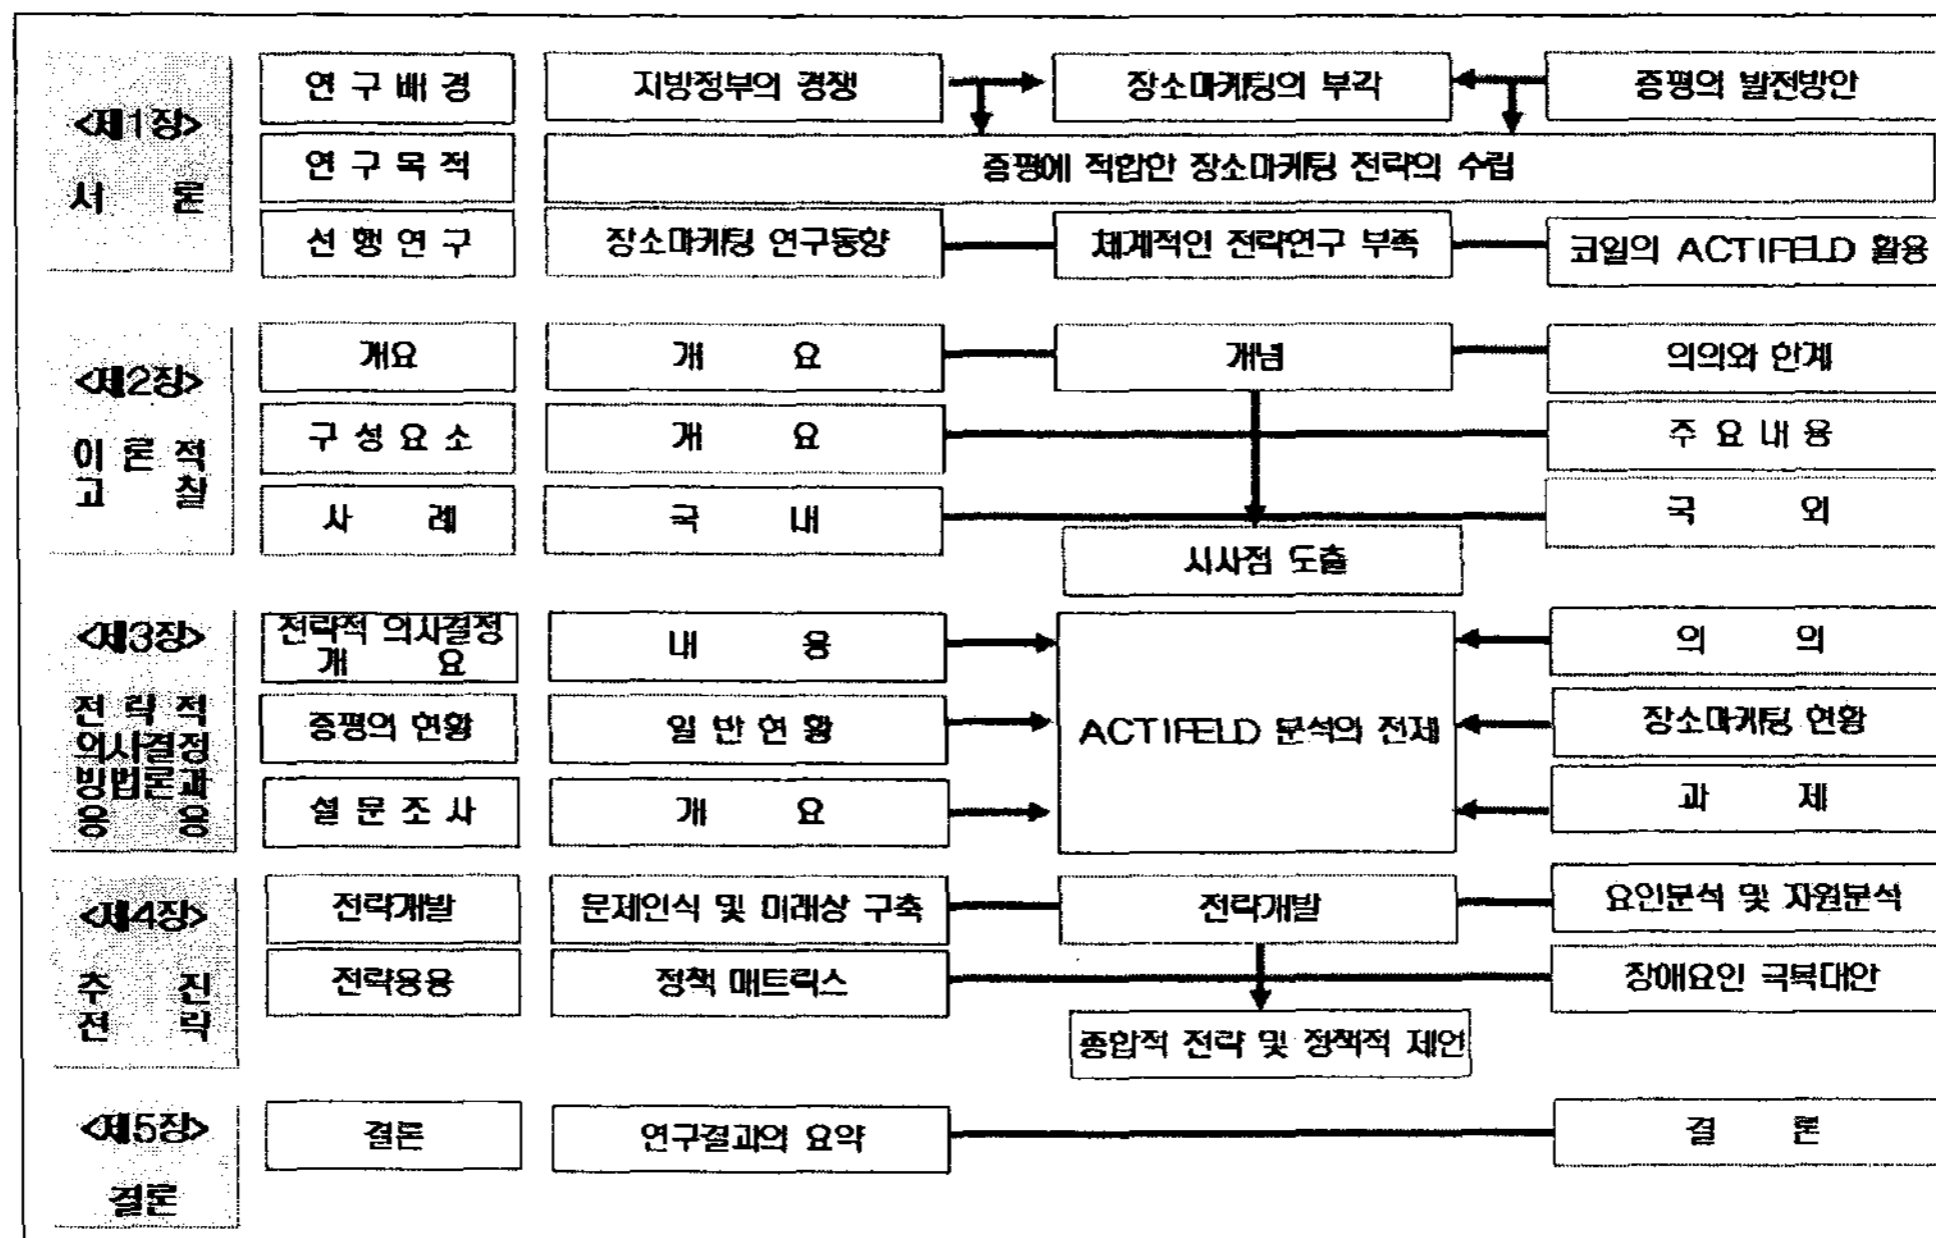 <제1장>
서 론
연 구 배 경
지방정부의 경쟁
장소마케팅의 부각
증평의 발전방안
연 구 목 적
증평에 적합한 장소마케팅 전략의 수립
선 행 연 구
장소마케팅 연구동향
체계적인 전략연구 부족
코일의 ACTIFELD 활용
<제2장>
이 론 적
고 찰
개요
개 요
개념
의의와 한계
구 성 요 소
개 요
주 요 내 용
사 례
국 내
국 외
시사점 도출
<제3장>
전 략 적
의사결정
방법론과
응 용
전략적 의사결정
개 요
내 용
의 의
증평의 현황
일 반 현 황
ACTIFELD 분석의 전제
장소마케팅 현황
설 문 조 사
개 요
과 제
<제4장>
추 진
전 략
전략개발
문제인식 및 미래상 구축
전략개발
요인분석 및 자원분석
전략응용
정책 매트릭스
장애요인 극복대안
종합적 전략 및 정책적 제언
<제5장>
결론
결론
연구결과의 요약
결 론